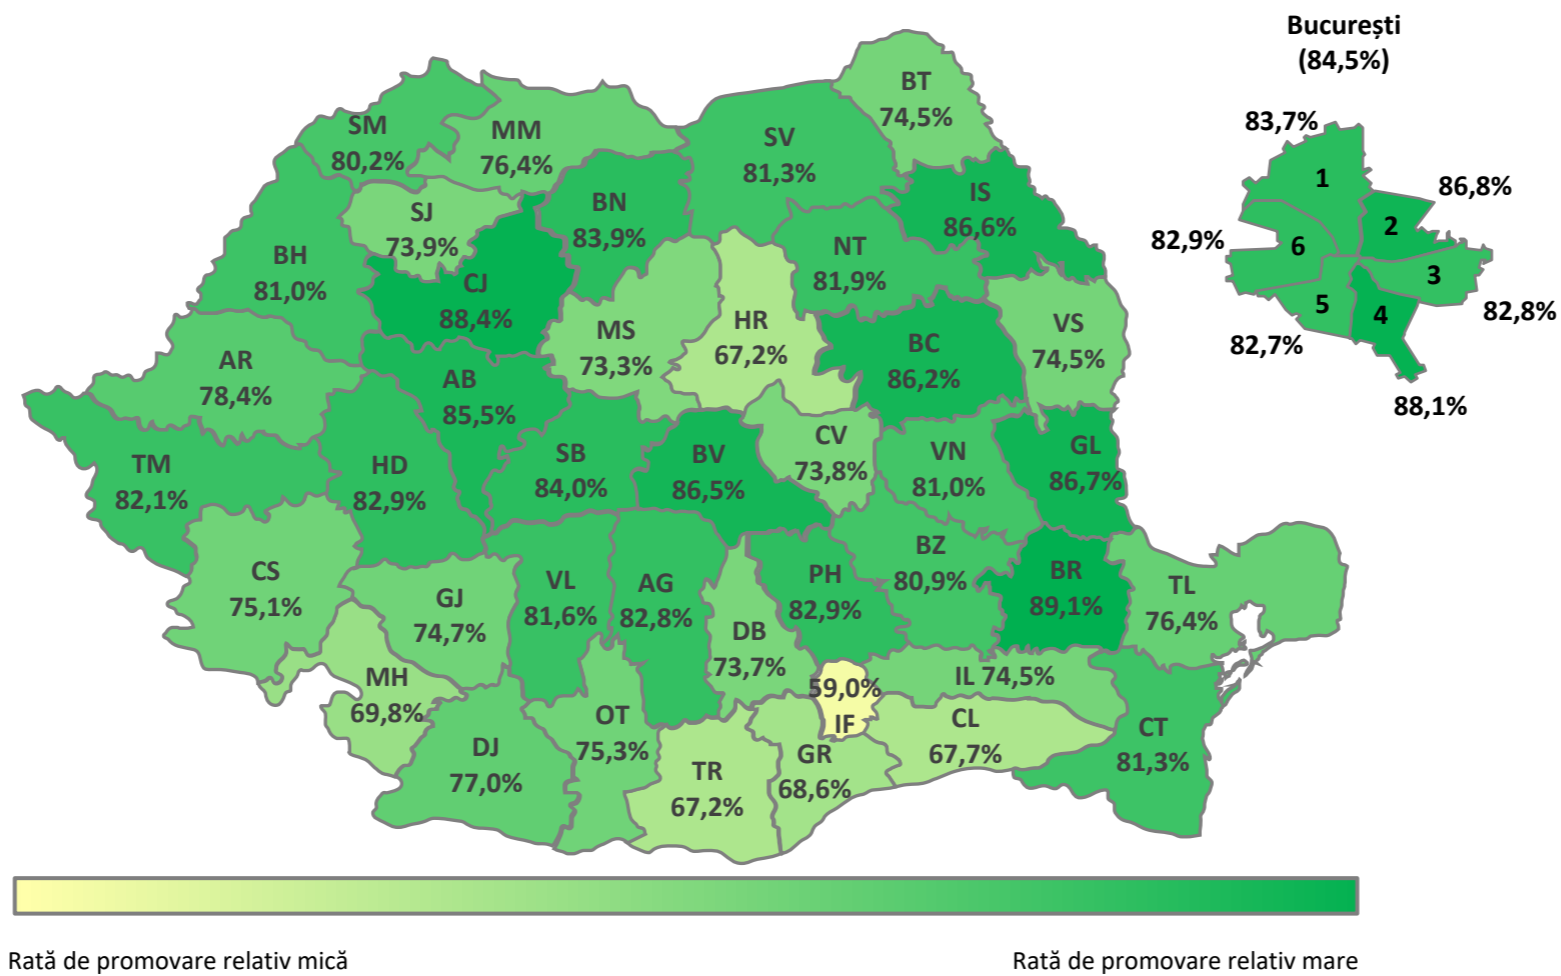 București
(84,5%)
83,7%
1
86,8%
2
82,9%
6
3
82,8%
5
4
82,7%
88,1%
BT
74,5%
SM
80,2%
MM
76,4%
SV
81,3%
IS
86,6%
SJ
73,9%
BN
83,9%
NT
81,9%
BH
81,0%
CJ
88,4%
MS
73,3%
HR
67,2%
BC
86,2%
VS
74,5%
AR
78,4%
AB
85,5%
TM
82,1%
HD
82,9%
SB
84,0%
BV
86,5%
CV
73,8%
VN
81,0%
GL
86,7%
CS
75,1%
GJ
74,7%
VL
81,6%
AG
82,8%
DB
73,7%
PH
82,9%
BZ
80,9%
BR
89,1%
TL
76,4%
MH
69,8%
59,0%
IF
IL 74,5%
DJ
77,0%
OT
75,3%
TR
67,2%
GR
68,6%
CL
67,7%
CT
81,3%
Rată de promovare relativ mică
Rată de promovare relativ mare